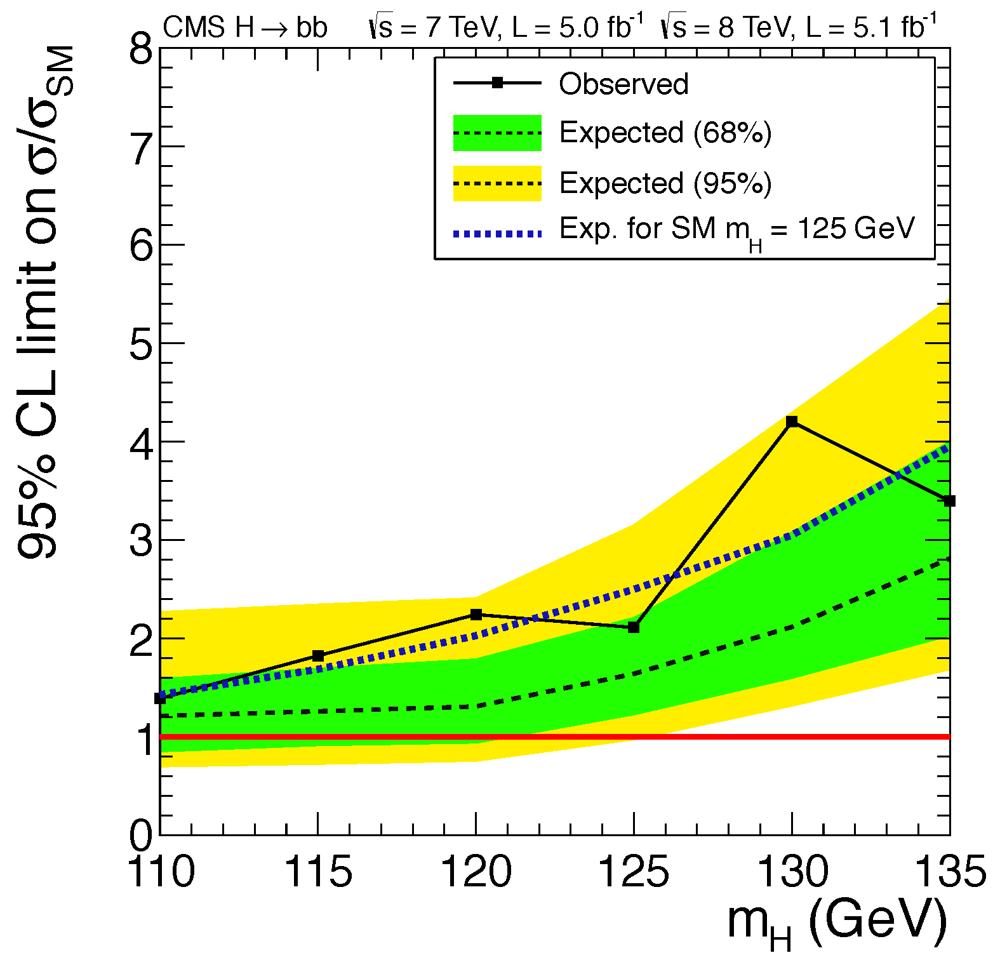 CMS H → bb √s = 7 TeV, L = 5.0 fb⁻¹ √s = 8 TeV, L = 5.1 fb⁻¹
95% CL limit on σ/σSM
8
7
6
5
4
3
2
1
0
Observed
Expected (68%)
Expected (95%)
Exp. for SM mH = 125 GeV
110 115 120 125 130 135
mH (GeV)